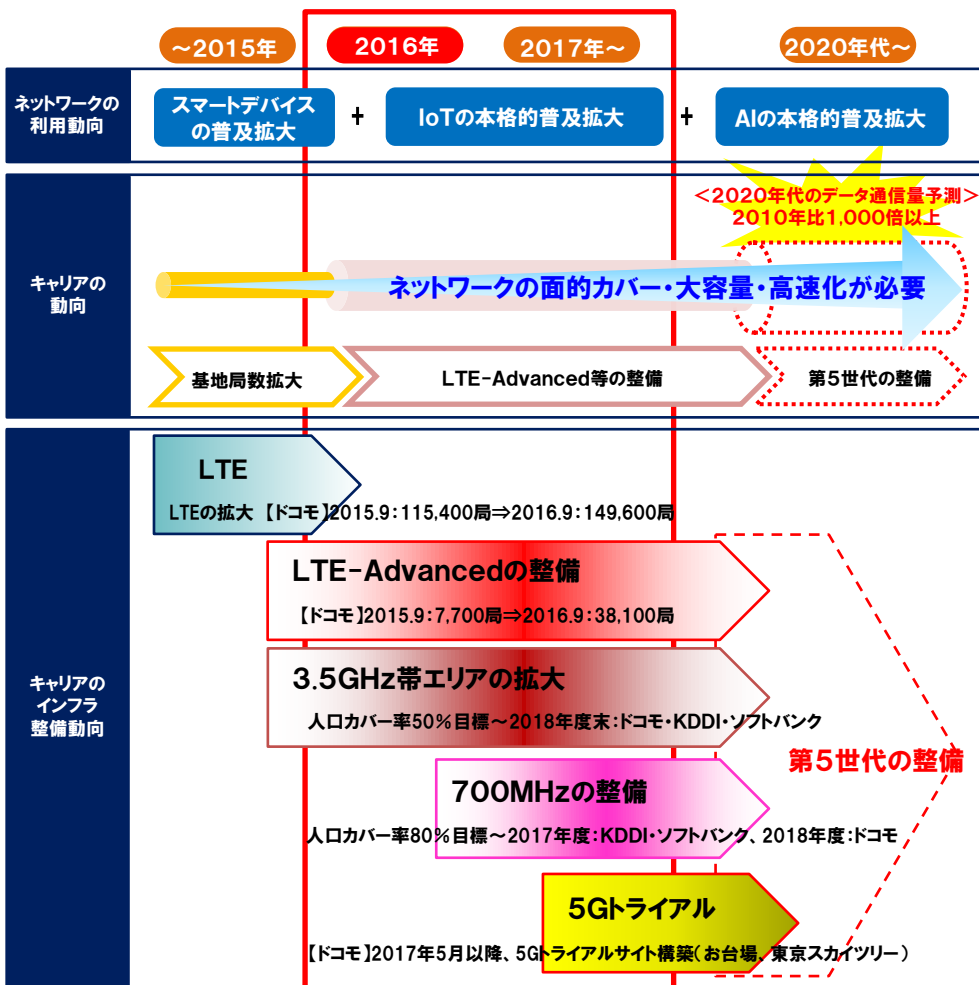 ～2015年
2016年
2017年～
2020年代～
ネットワークの
利用動向
スマートデバイス
の普及拡大
+
IoTの本格的普及拡大
+
AIの本格的普及拡大
＜2020年代のデータ通信量予測＞
2010年比1,000倍以上
キャリアの
動向
ネットワークの面的カバー・大容量・高速化が必要
基地局数拡大
LTE-Advanced等の整備
第5世代の整備
キャリアの
インフラ
整備動向
LTE
LTEの拡大 【ドコモ】2015.9：115,400局⇒2016.9：149,600局
LTE-Advancedの整備
【ドコモ】2015.9：7,700局⇒2016.9：38,100局
3.5GHz帯エリアの拡大
人口カバー率50％目標～2018年度末：ドコモ・KDDI・ソフトバンク
第5世代の整備
700MHzの整備
人口カバー率80％目標～2017年度：KDDI・ソフトバンク、2018年度：ドコモ
5Gトライアル
【ドコモ】2017年5月以降、5Gトライアルサイト構築（お台場、東京スカイツリー）